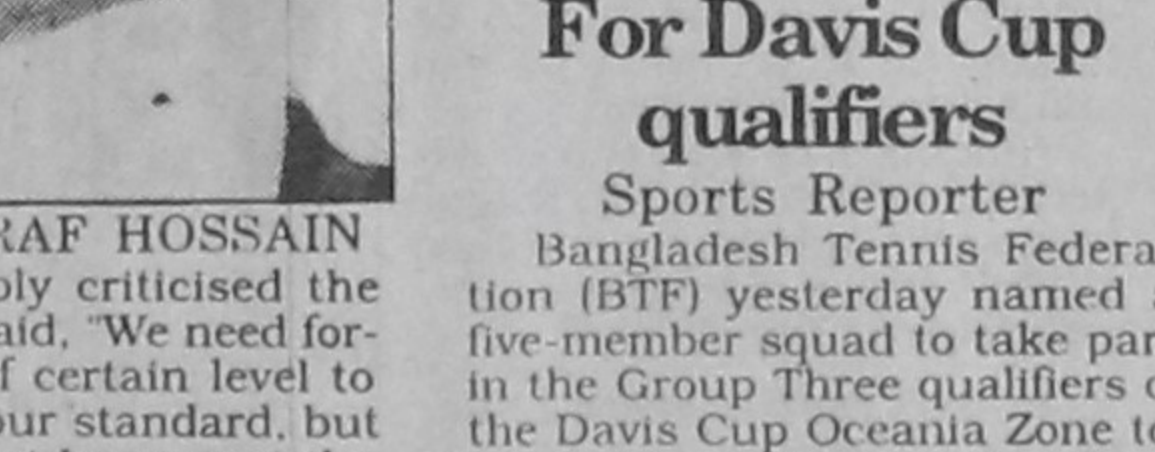 RAF HOSSAIN
criticised the
"We need for-
certain level to
standard, but
For Davis Cup
qualifiers
Sports Reporter
Bangladesh Tennis Federa
tion (BTF) yesterday named
five-member squad to take
in the Group Three qualifiers
the Davis Cup Oceania Zone